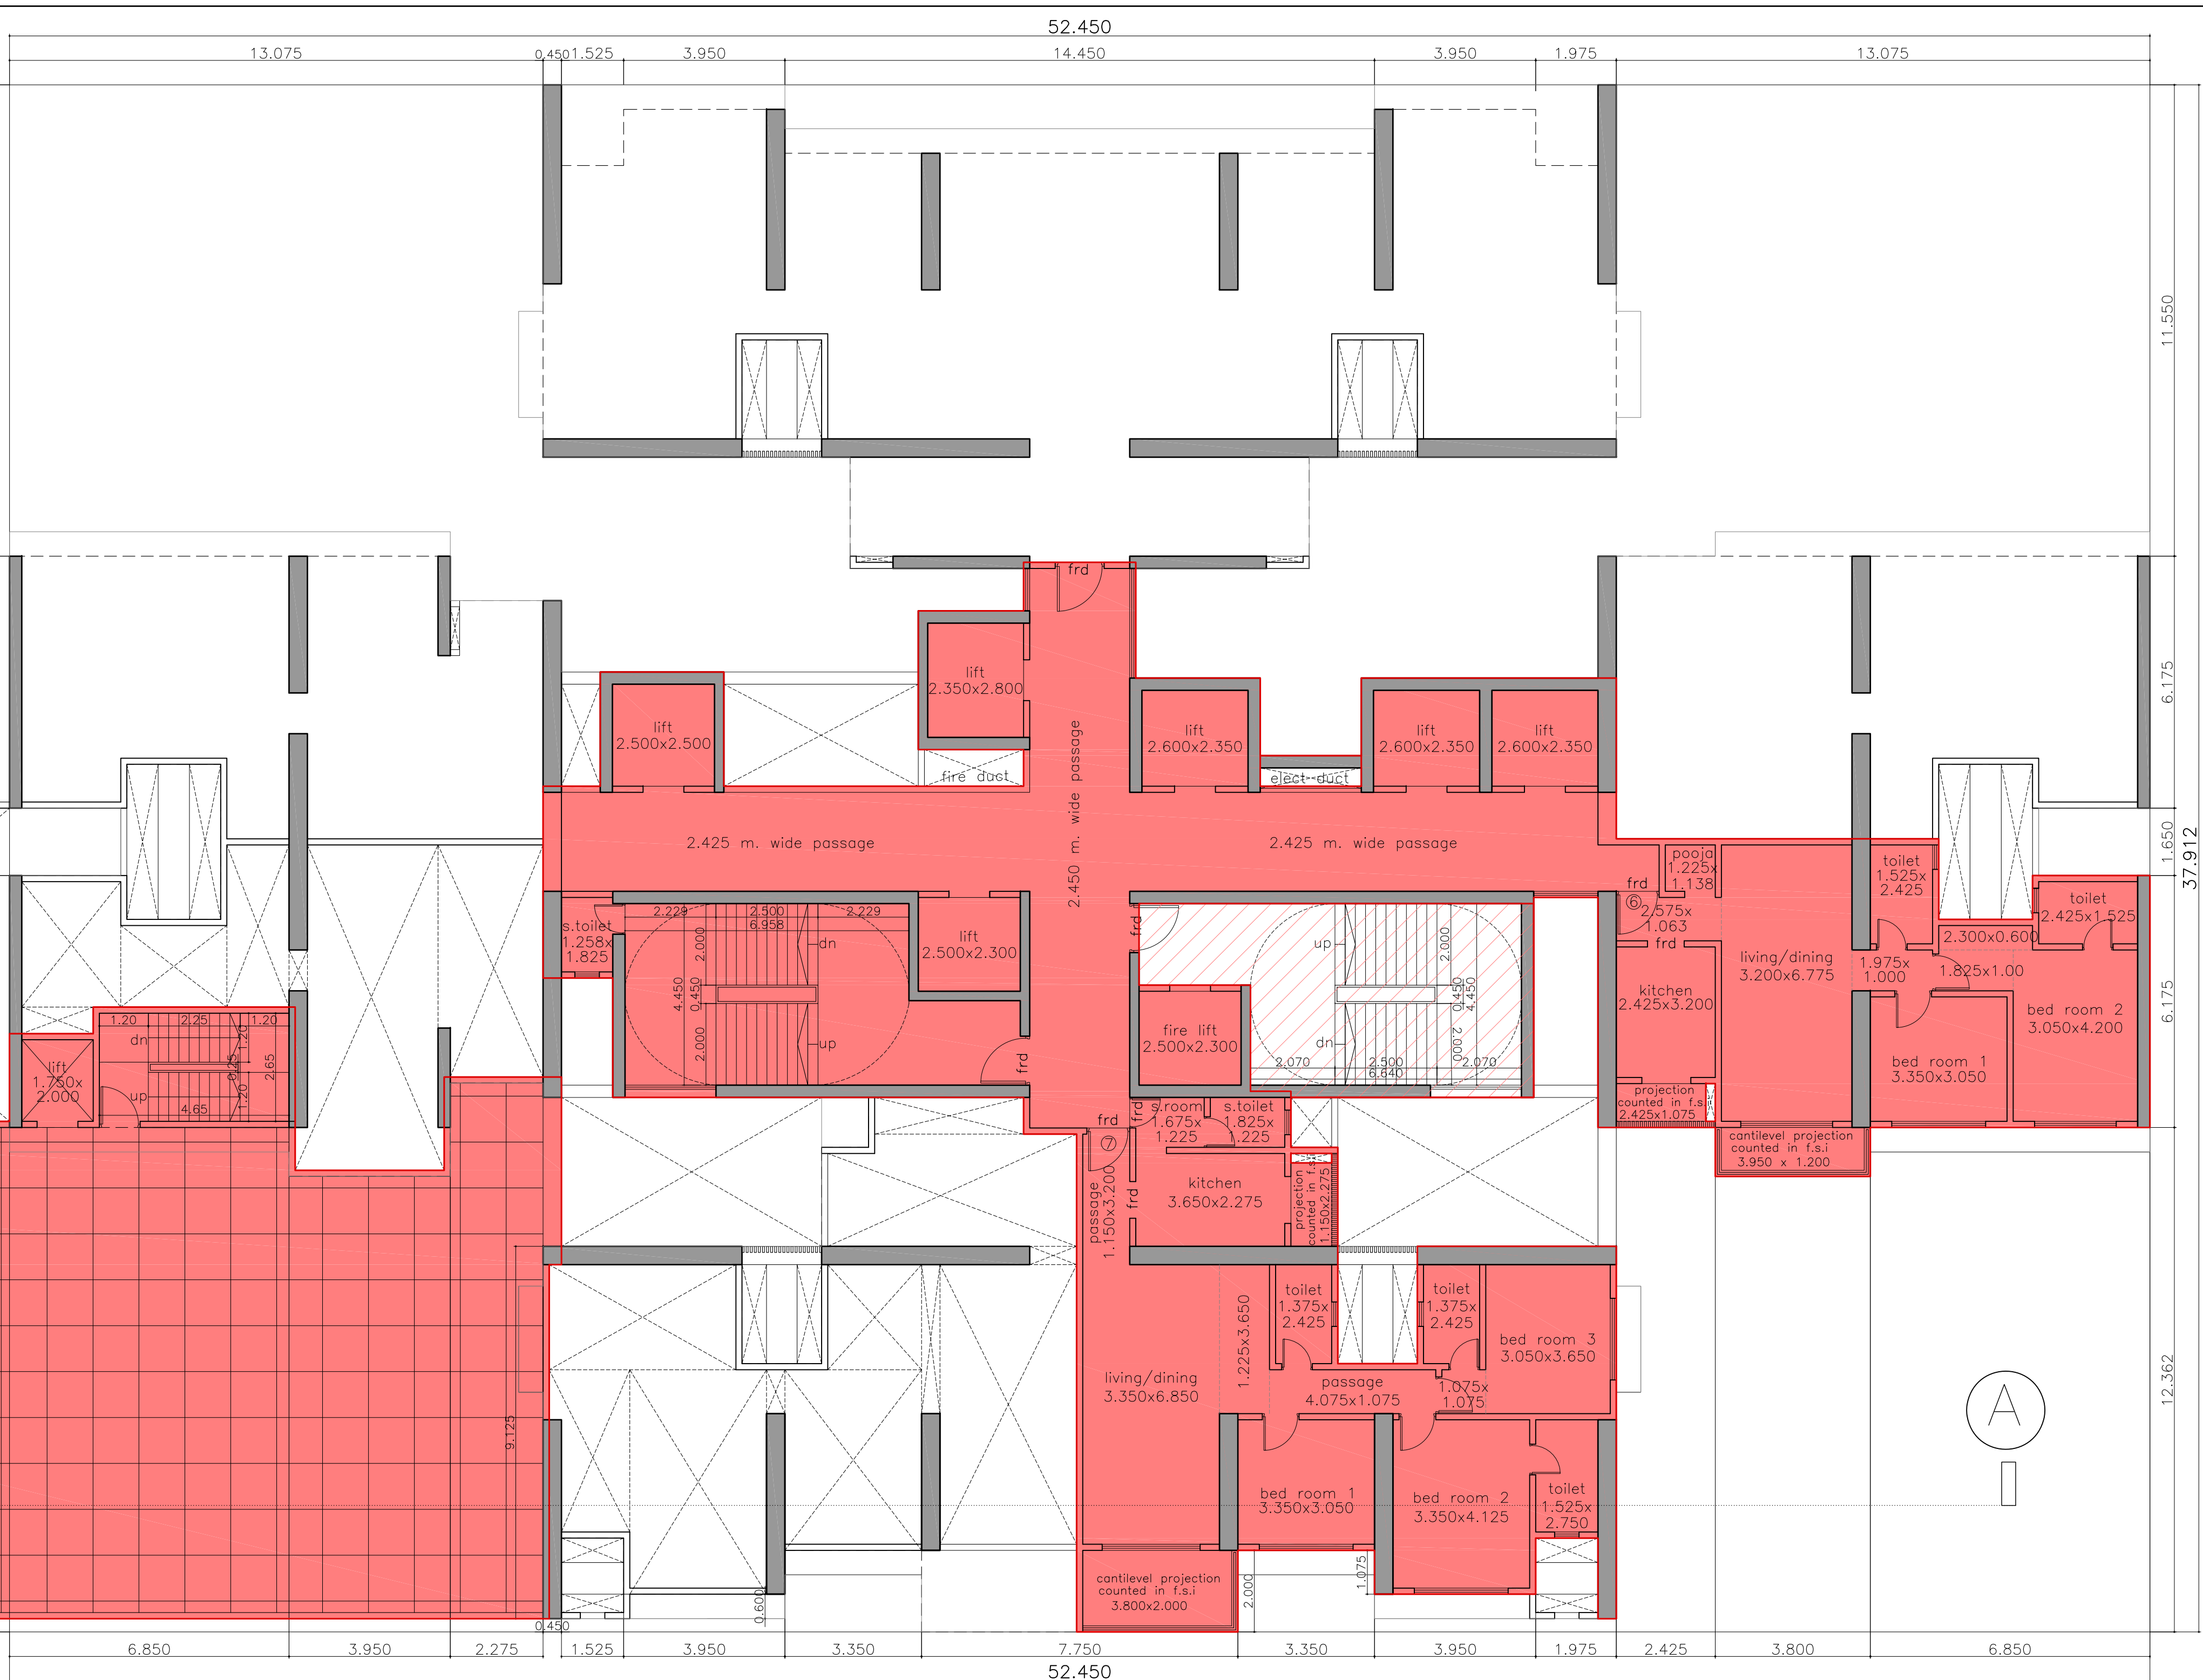 52.450
13.075
0.450
1.525
3.950
14.450
3.950
1.975
13.075
11.550
frd
lift
2.350x2.800
6.175
lift
2.500x2.500
lift
2.600x2.350
lift
2.600x2.350
lift
2.600x2.350
fire duct
elect duct
2.450 m. wide passage
2.425 m. wide passage
2.425 m. wide passage
pooja
1.225x
1.138
toilet
1.525x
2.425
1.650
37.912
frd
⑥
2.575x
1.063
frd
toilet
2.425x1.525
2.300x0.600
s.toilet
1.258x
1.825
2.229
2.500
2.229
6.958
dn
2.000
4.450
0.450
2.000
up
lift
2.500x2.300
frd
frd
up
2.000
0.450
4.450
2.000
dn
2.070
2.500
2.070
6.640
fire lift
2.500x2.300
living/dining
3.200x6.775
1.975x
1.000
1.825x1.00
kitchen
2.425x3.200
bed room 2
3.050x4.200
6.175
bed room 1
3.350x3.050
1.20
2.25
1.20
dn
1.20
0.25
2.65
up
1.20
4.65
lift
1.750x
2.000
projection
counted in f.s.
2.425x1.075
cantilevel projection
counted in f.s.i
3.950 x 1.200
frd
frd
s.room
1.675x
1.225
s.toilet
1.825x
1.225
⑦
passage
1.150x3.200
frd
kitchen
3.650x2.275
projection
counted in f.s.i
1.150x2.275
toilet
1.375x
2.425
toilet
1.375x
2.425
1.225x3.650
bed room 3
3.050x3.650
living/dining
3.350x6.850
passage
4.075x1.075
1.075x
1.075
12.362
A
9.125
bed room 1
3.350x3.050
bed room 2
3.350x4.125
toilet
1.525x
2.750
cantilevel projection
counted in f.s.i
3.800x2.000
2.000
1.075
0.600
0.450
6.850
3.950
2.275
1.525
3.950
3.350
7.750
3.350
3.950
1.975
2.425
3.800
6.850
52.450